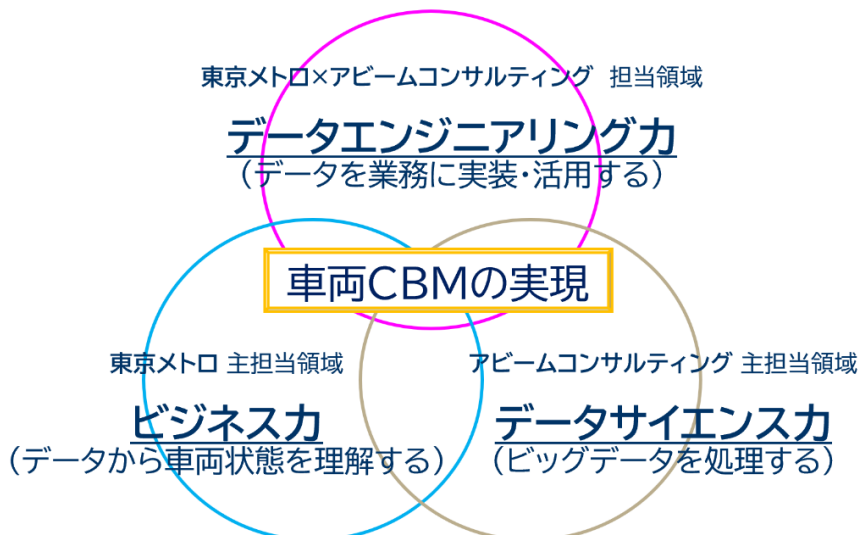 東京メトロ×アビームコンサルティング 担当領域
データエンジニアリング力
(データを業務に実装・活用する)
車両CBMの実現
東京メトロ 主担当領域
ビジネス力
(データから車両状態を理解する)
アビームコンサルティング 主担当領域
データサイエンス力
(ビッグデータを処理する)